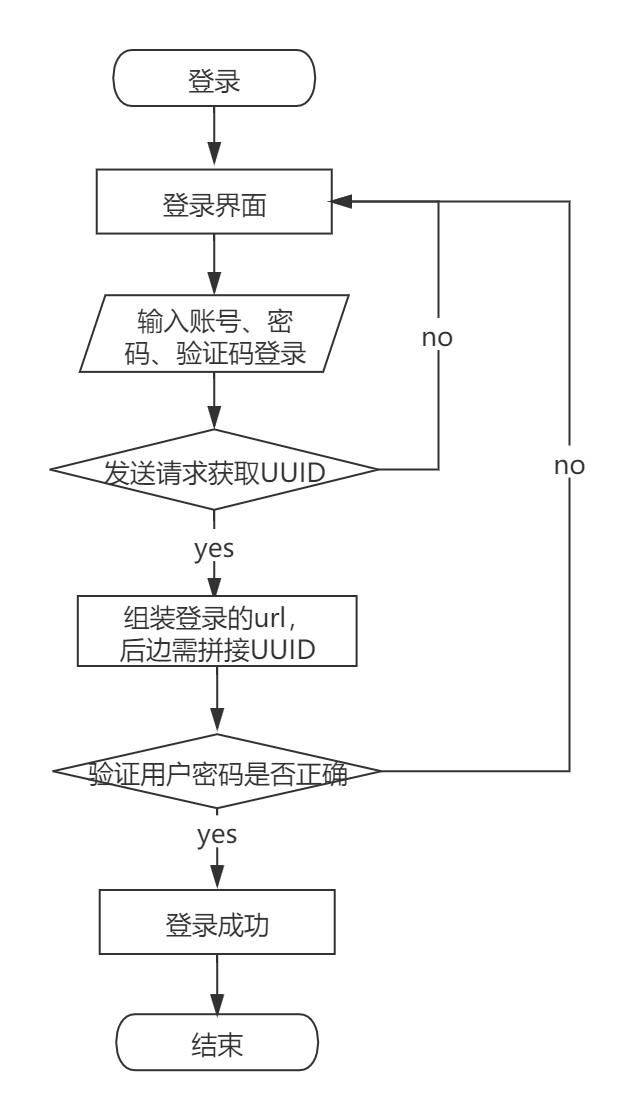 登录
登录界面
输入账号、密
码、验证码登录
no
发送请求获取UUID
no
yes
组装登录的url，
后边需拼接UUID
验证用户密码是否正确
yes
登录成功
结束